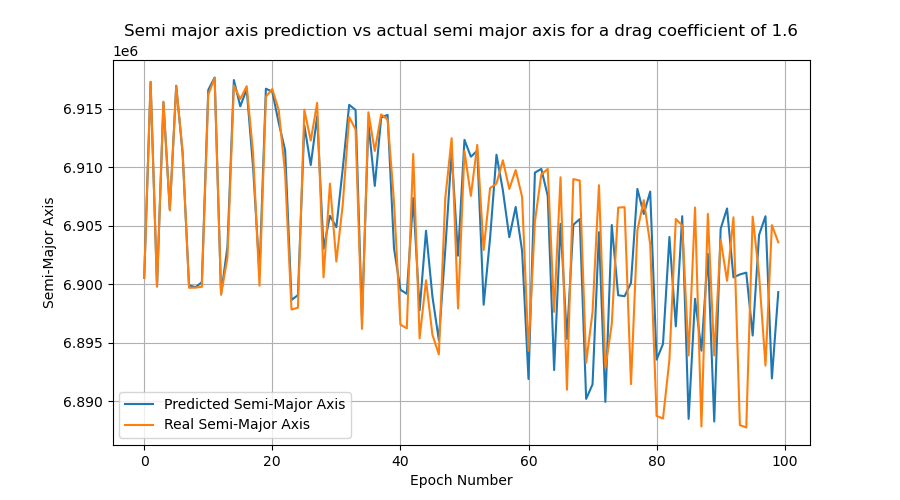 Semi major axis prediction vs actual semi major axis for a drag coefficient of 1.6
1e6
6.915
6.910
6.905
6.900
6.895
6.890
Semi-Major Axis
Predicted Semi-Major Axis
Real Semi-Major Axis
0 20 40 60 80 100
Epoch Number